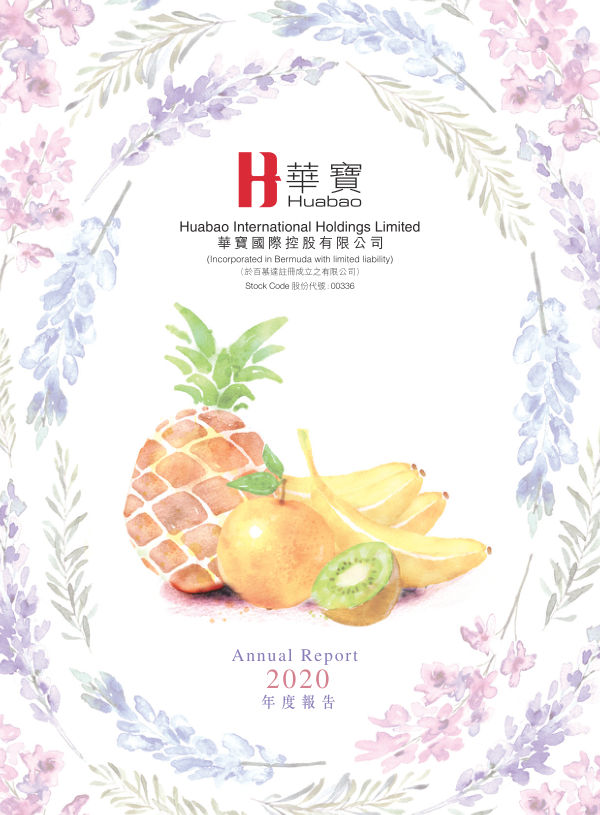 華寶
Huabao
Huabao International Holdings Limited
華寶國際控股有限公司
(Incorporated in Bermuda with limited liability)
（於百慕達註冊成立之有限公司）
Stock Code 股份代號 : 00336
Annual Report
2020
年度報告